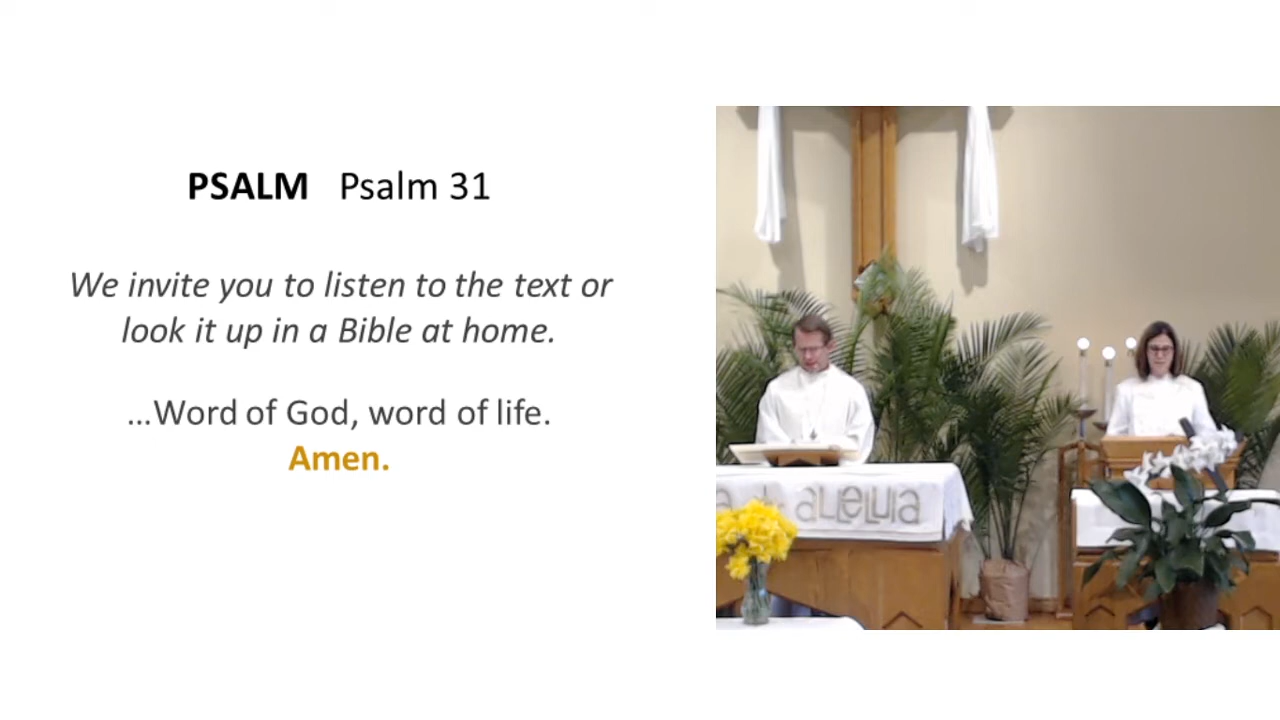 PSALM Psalm 31
We invite you to listen to the text or
look it up in a Bible at home.
...Word of God, word of life.
Amen.
aLeLuia